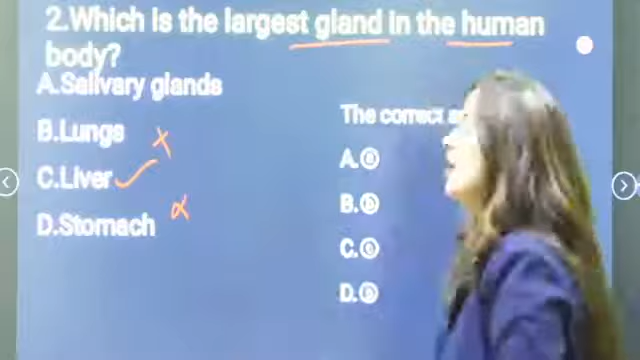 2.Which is the largest gland in the human
body?
A.Salivary glands
B.Lungs
C.Liver
D.Stomach
The correct
A.ⓐ
B.ⓑ
C.ⓒ
D.ⓓ